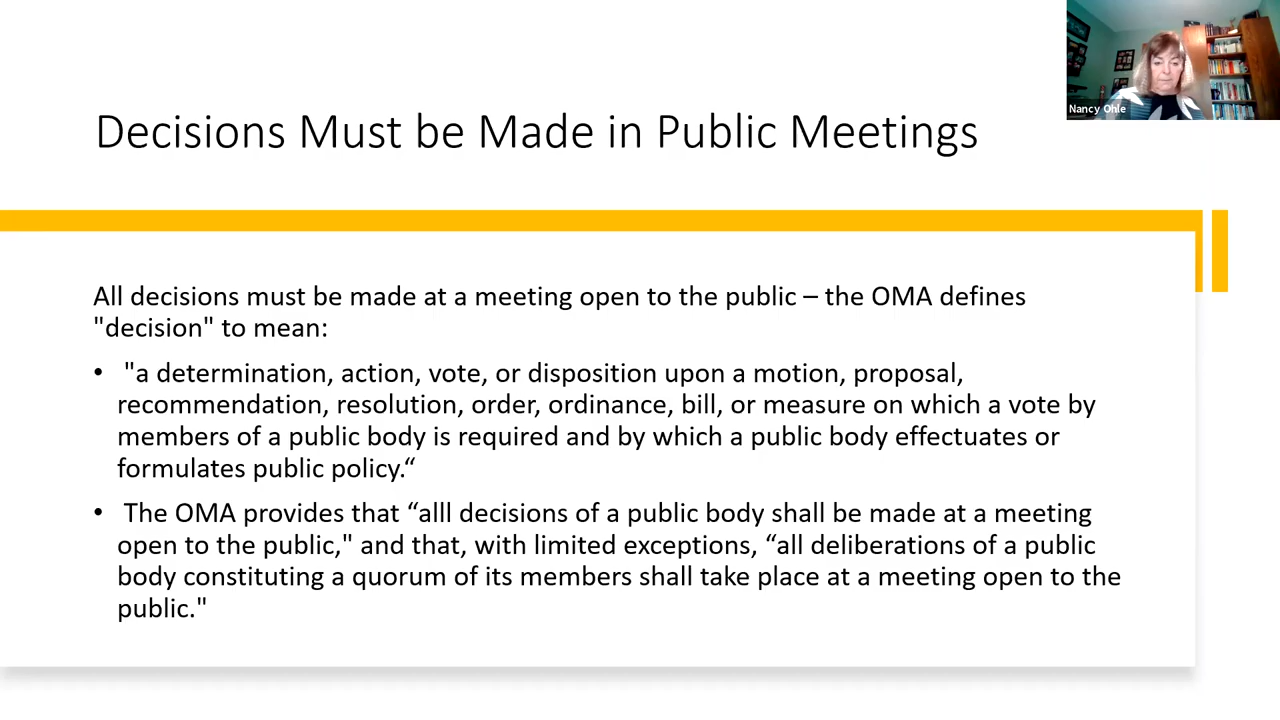 Nancy Ohle
Decisions Must be Made in Public Meetings
All decisions must be made at a meeting open to the public – the OMA defines
"decision" to mean:
• "a determination, action, vote, or disposition upon a motion, proposal,
recommendation, resolution, order, ordinance, bill, or measure on which a vote by
members of a public body is required and by which a public body effectuates or
formulates public policy.“
• The OMA provides that “alll decisions of a public body shall be made at a meeting
open to the public," and that, with limited exceptions, “all deliberations of a public
body constituting a quorum of its members shall take place at a meeting open to the
public."